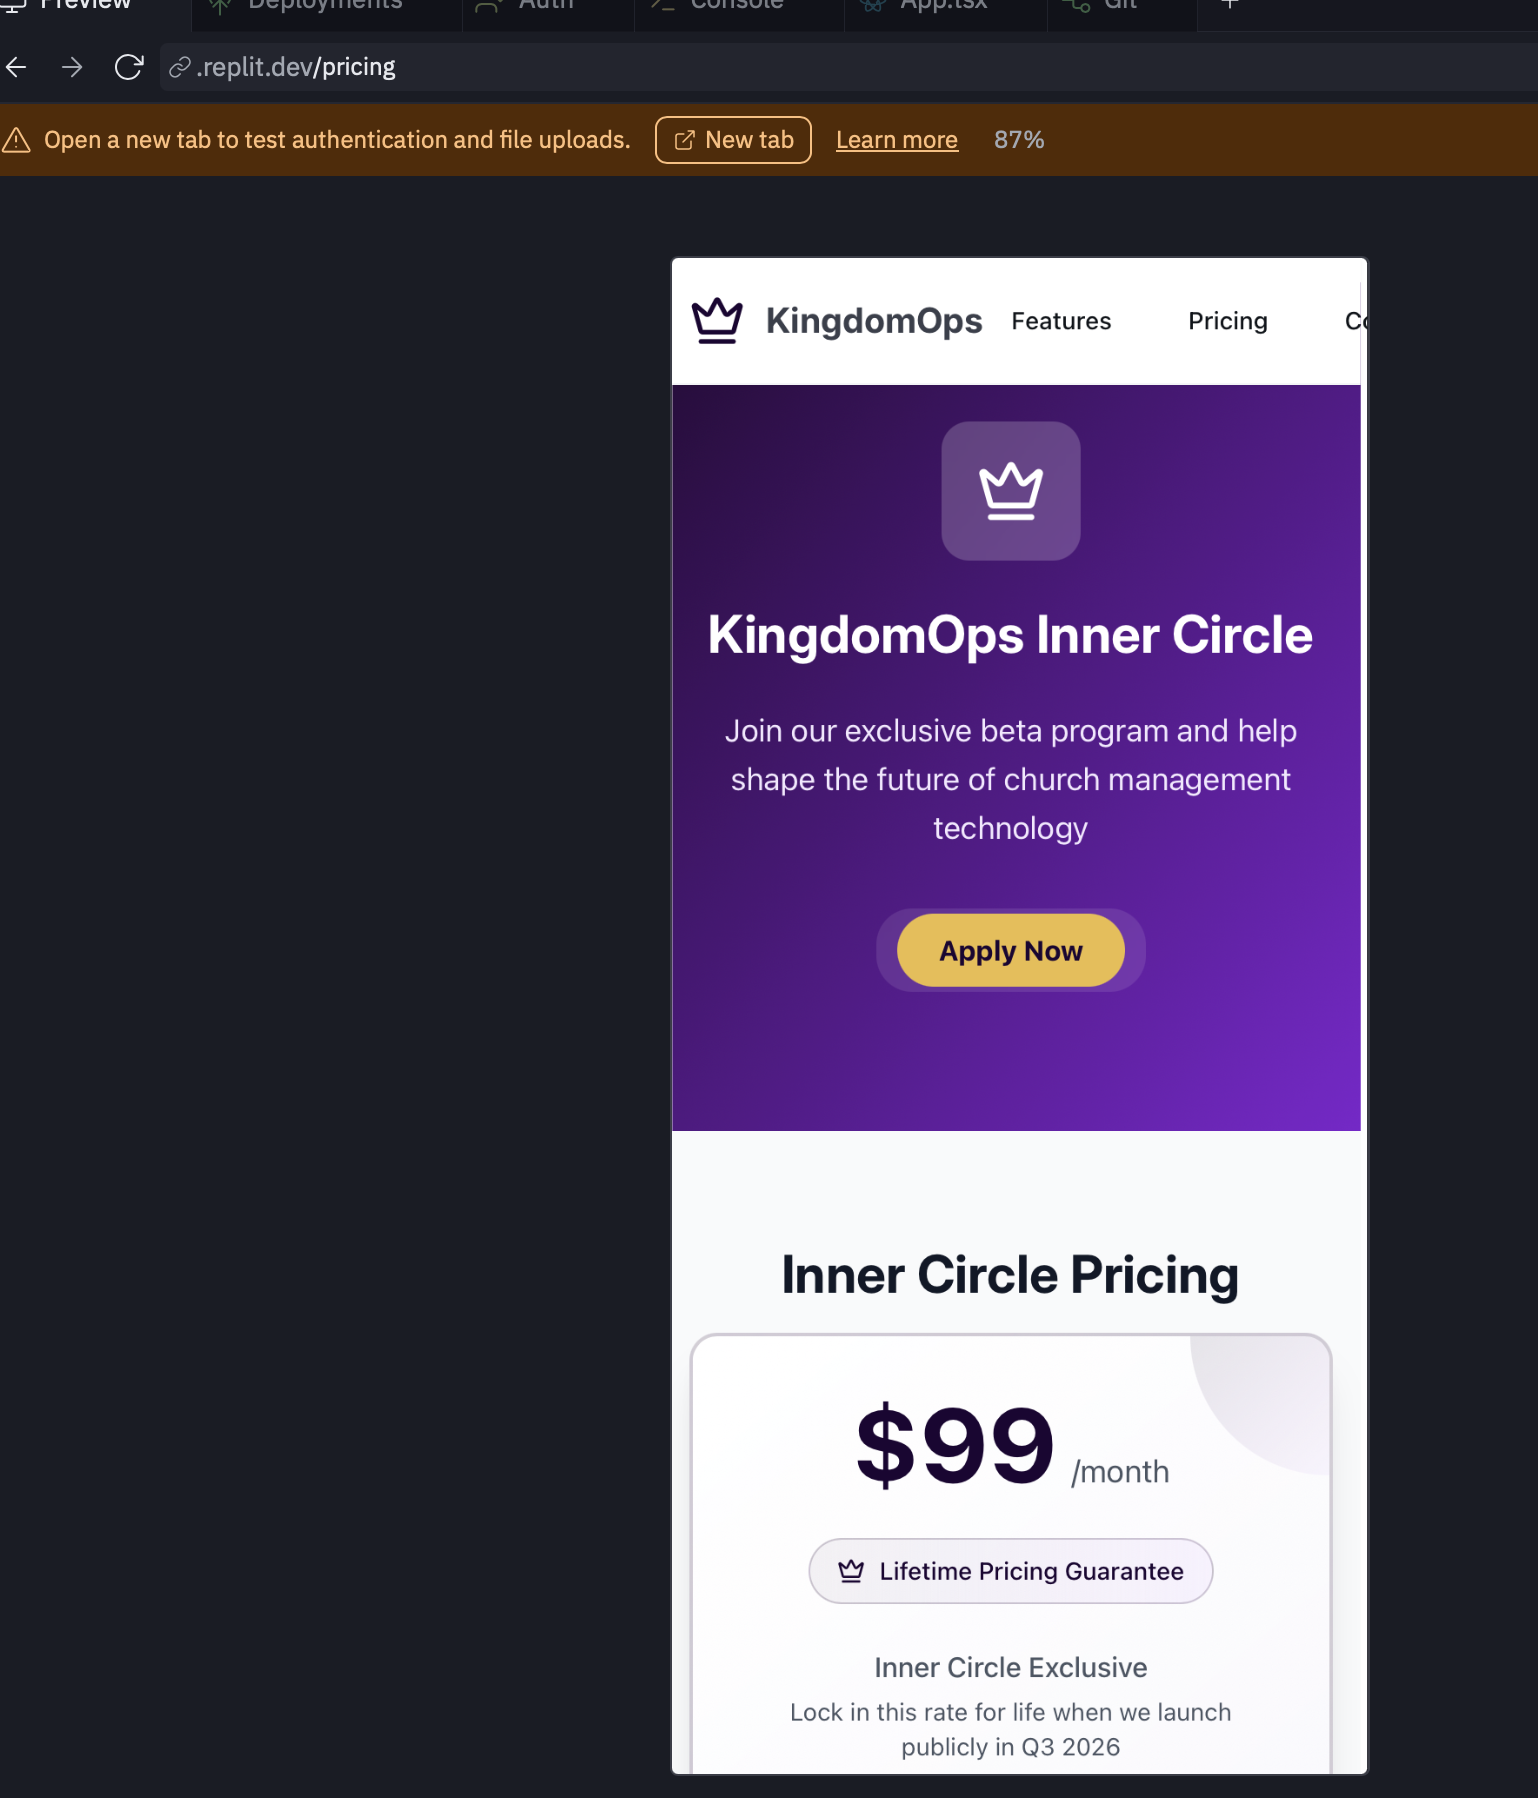 Preview Deployments Auth Console App.tsx Git
.replit.dev/pricing
Open a new tab to test authentication and file uploads. New tab Learn more 87%
KingdomOps Features Pricing
KingdomOps Inner Circle
Join our exclusive beta program and help
shape the future of church management
technology
Apply Now
Inner Circle Pricing
$99 /month
Lifetime Pricing Guarantee
Inner Circle Exclusive
Lock in this rate for life when we launch
publicly in Q3 2026